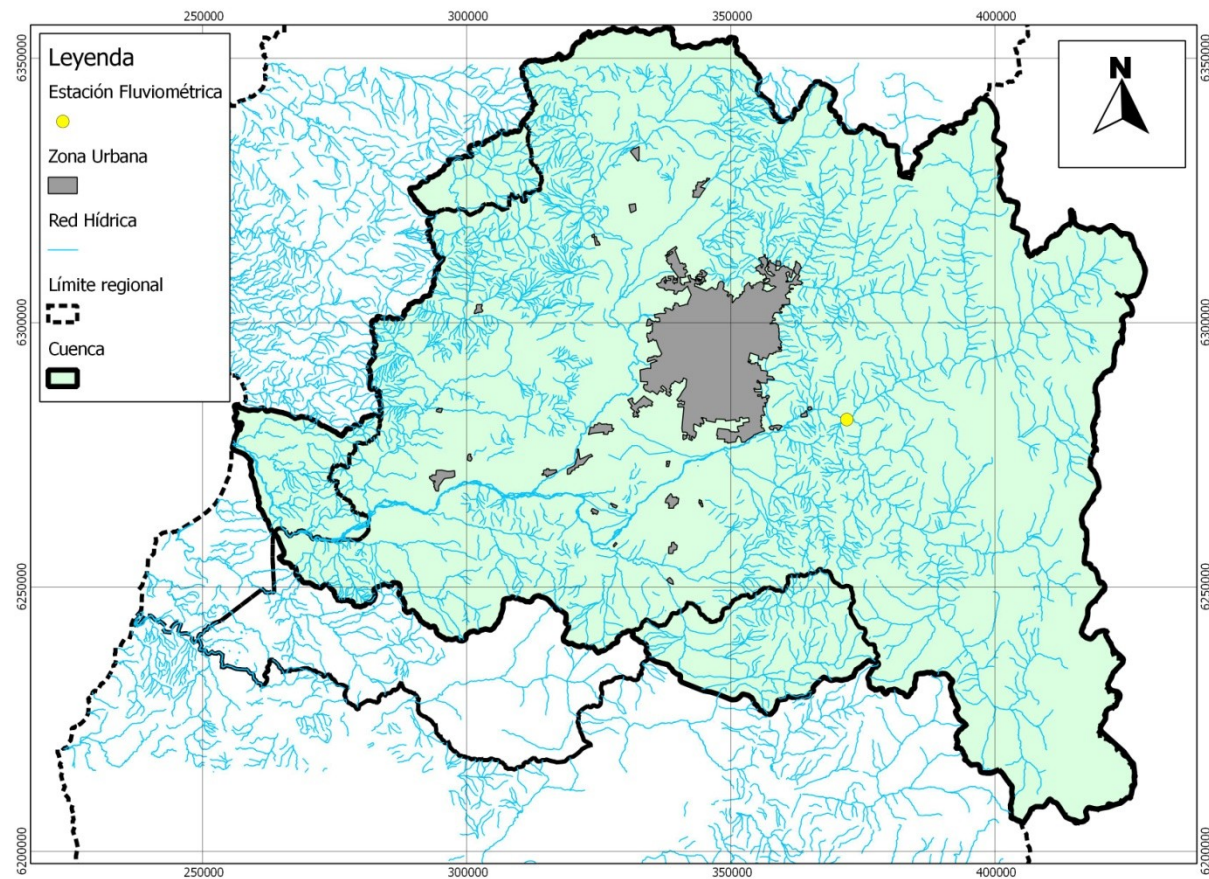 250000 300000 350000 400000
Leyenda
Estación Fluviométrica
Zona Urbana
Red Hídrica
Límite regional
Cuenca
N
6350000 6350000
6300000 6300000
6250000 6250000
6200000 6200000
250000 300000 350000 400000